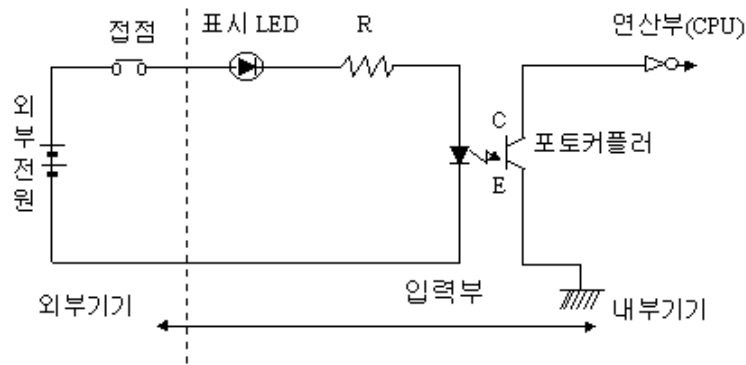 접점
표시 LED
R
연산부(CPU)
외부전원
C
E
포토커플러
입력부
외부기기
내부기기